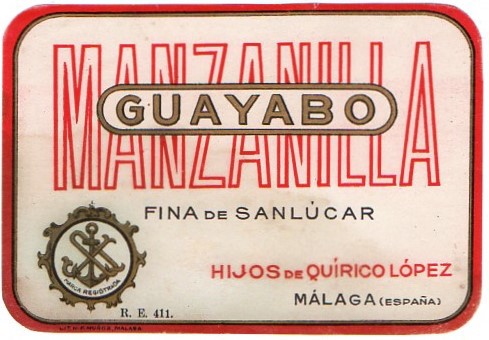 MANZANILLA
GUAYABO
FINA DE SANLÚCAR
HIJOS DE QUÍRICO LÓPEZ
MÁLAGA (ESPAÑA)
MARCA REGISTRADA
R. E. 411.